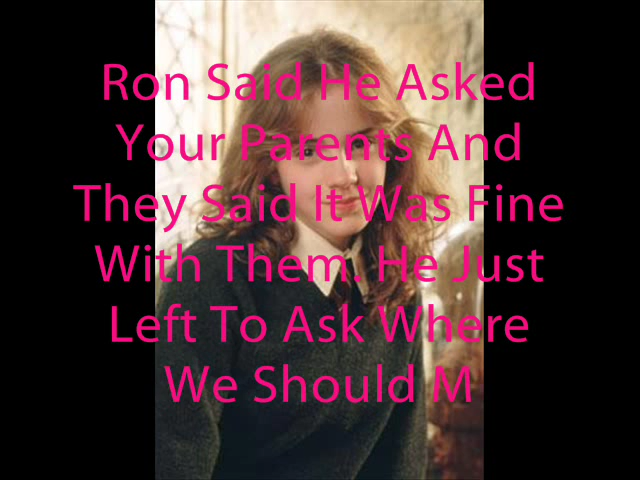 Ron Said He Asked
Your Parents And
They Said It Was Fine
With Them. He Just
Left To Ask Where
We Should M